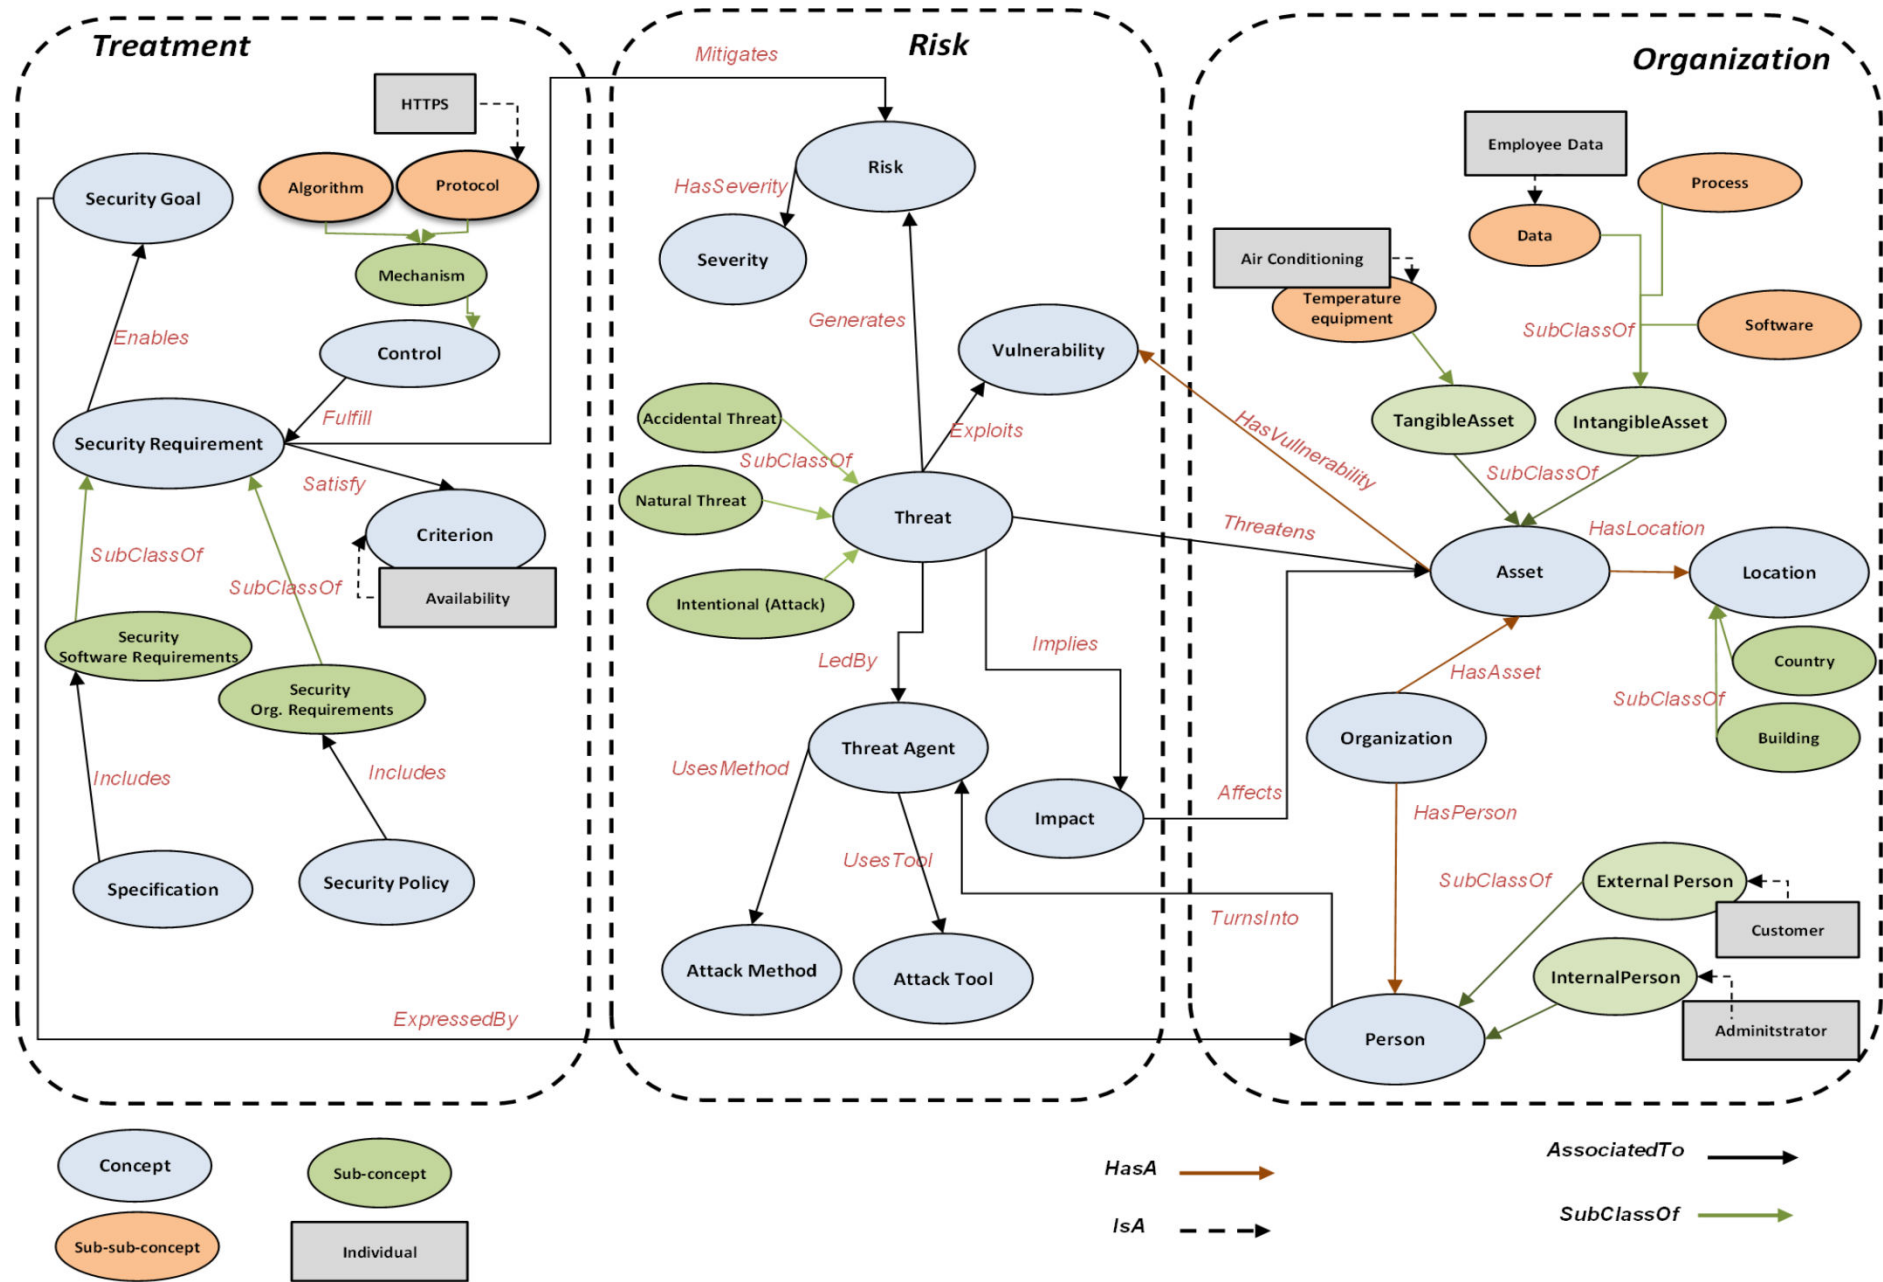 Treatment
HTTPS
Security Goal
Algorithm
Protocol
Mechanism
Enables
Control
Fulfill
Security Requirement
Satisfy
Criterion
Availability
SubClassOf
SubClassOf
Security
Software Requirements
Security
Org. Requirements
Includes
Includes
Specification
Security Policy
ExpressedBy
Mitigates
Risk
Risk
HasSeverity
Severity
Generates
Vulnerability
Accidental Threat
Exploits
SubClassOf
Natural Threat
Threat
Intentional (Attack)
LedBy
Implies
Threat Agent
UsesMethod
UsesTool
Impact
Attack Method
Attack Tool
Organization
Employee Data
Process
Data
Air Conditioning
Temperature
equipment
SubClassOf
Software
TangibleAsset
IntangibleAsset
HasVullnerability
SubClassOf
Threatens
HasLocation
Asset
Location
Country
HasAsset
SubClassOf
Organization
Building
Affects
HasPerson
SubClassOf
External Person
TurnsInto
Customer
InternalPerson
Adminitstrator
Person
Concept
Sub-concept
Sub-sub-concept
Individual
HasA
IsA
AssociatedTo
SubClassOf